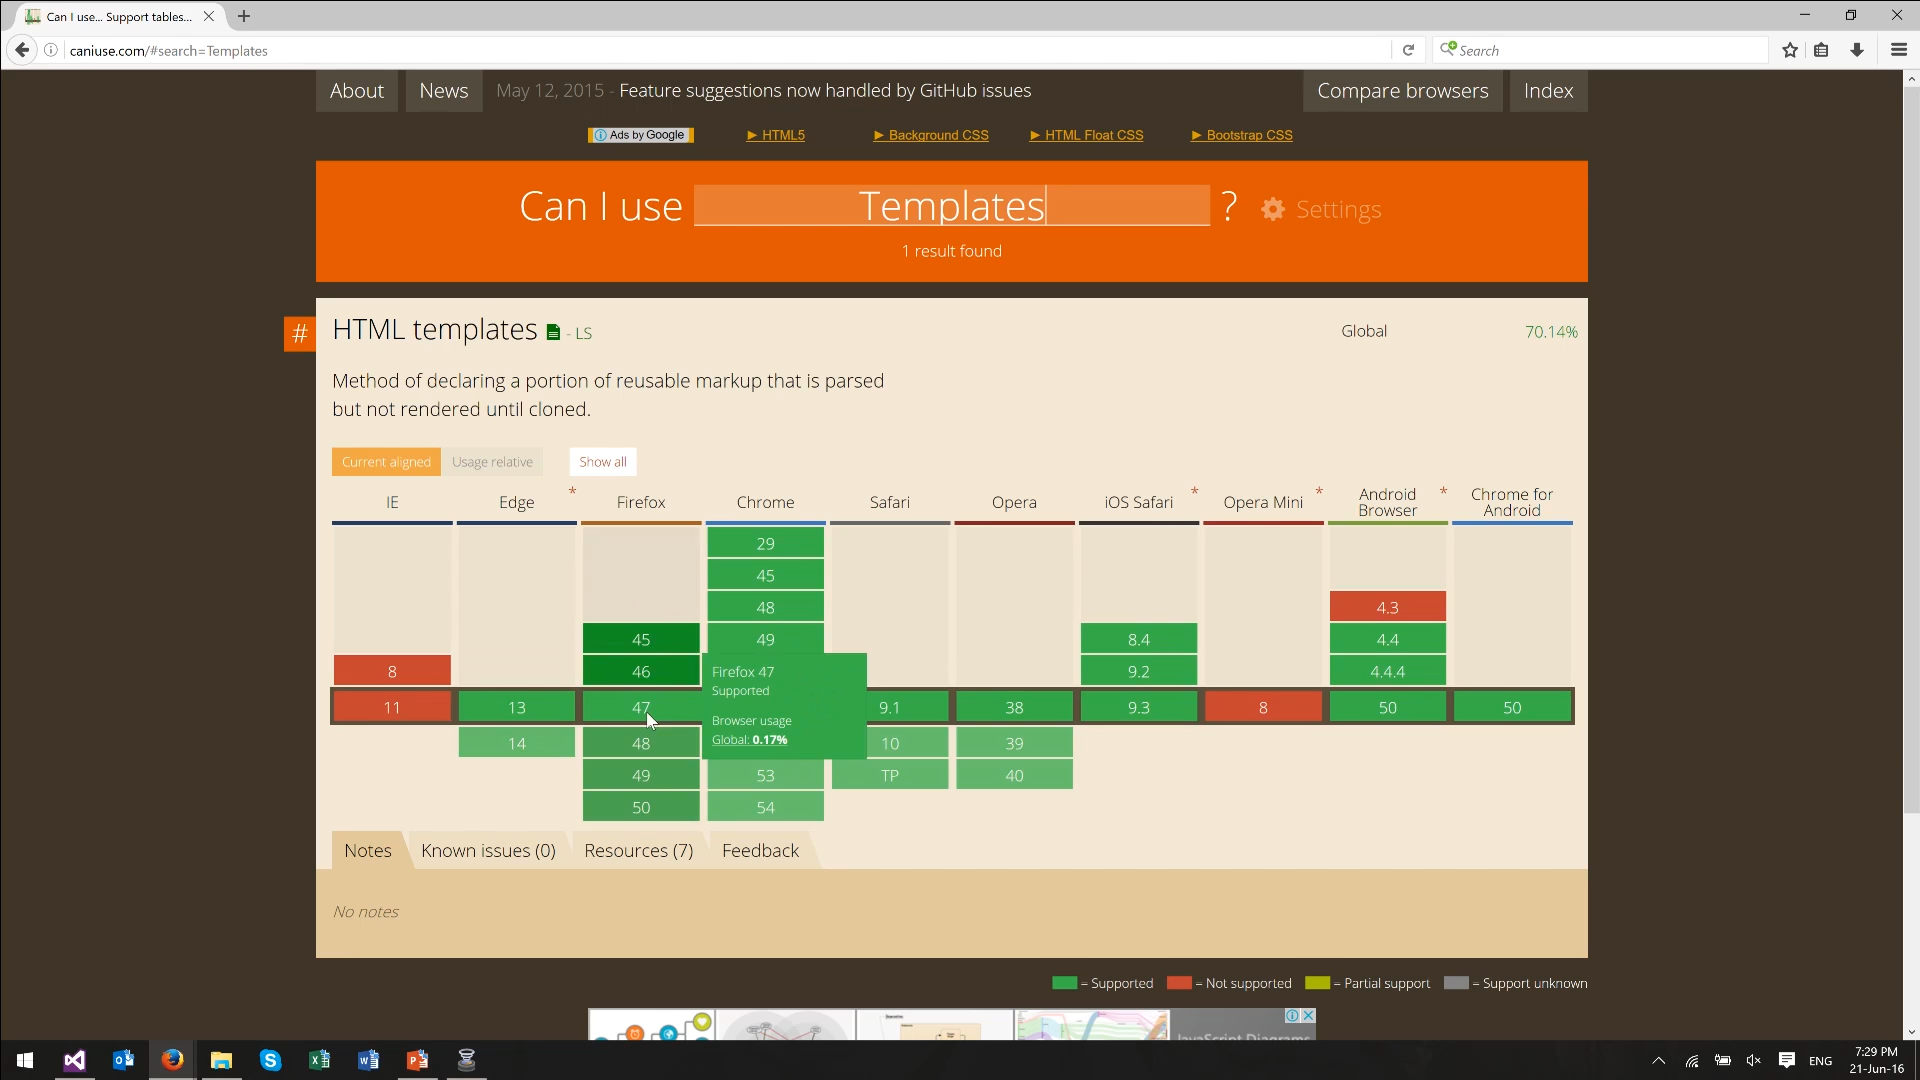 Can I use... Support tables...
caniuse.com/#search=Templates
Search
About
News
May 12, 2015 - Feature suggestions now handled by GitHub issues
Compare browsers
Index
Ads by Google
► HTML5
► Background CSS
► HTML Float CSS
► Bootstrap CSS
Can I use Templates ? Settings
1 result found
# HTML templates - LS
Global 70.14%
Method of declaring a portion of reusable markup that is parsed
but not rendered until cloned.
Current aligned Usage relative Show all
IE Edge * Firefox Chrome Safari Opera iOS Safari * Opera Mini * Android Browser * Chrome for Android
29
45
48 4.3
45 49 8.4 4.4
8 46 9.2 4.4.4
11 13 47 9.1 38 9.3 8 50 50
14 48 10 39
49 53 TP 40
50 54
Firefox 47
Supported
Browser usage
Global: 0.17%
Notes Known issues (0) Resources (7) Feedback
No notes
= Supported = Not supported = Partial support = Support unknown
JavaScript Diagrams
ENG
7:29 PM
21-Jun-16